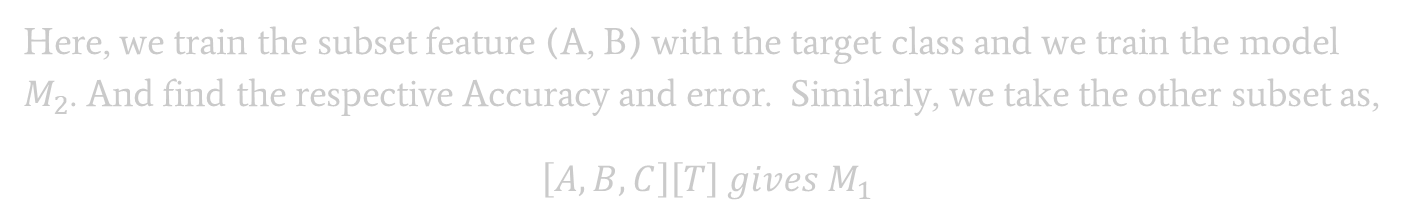 Here, we train the subset feature (A, B) with the target class and we train the model
M₂. And find the respective Accuracy and error. Similarly, we take the other subset as,
[A, B, C][T] gives M₁